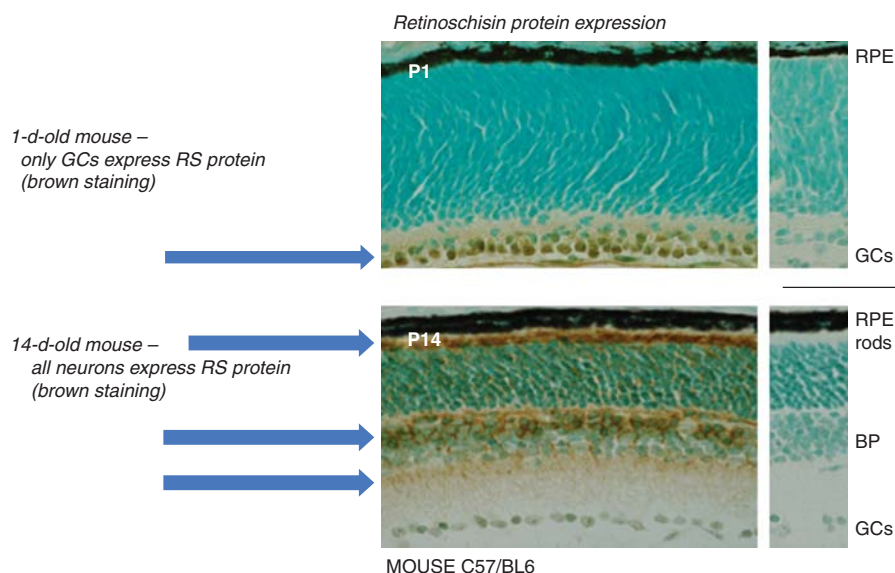 Retinoschisin protein expression
P1
RPE
1-d-old mouse –
only GCs express RS protein
(brown staining)
GCs
P14
RPE
rods
14-d-old mouse –
all neurons express RS protein
(brown staining)
BP
GCs
MOUSE C57/BL6